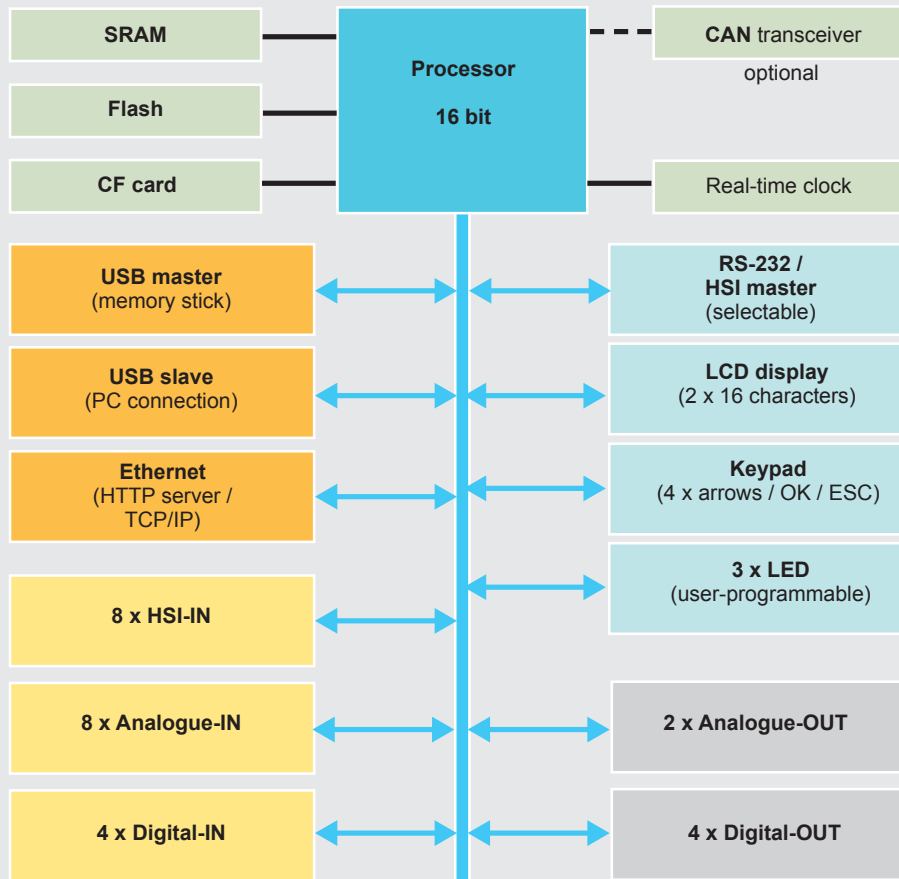 SRAM
Flash
CF card
Processor
16 bit
CAN transceiver
optional
Real-time clock
USB master
(memory stick)
USB slave
(PC connection)
Ethernet
(HTTP server /
TCP/IP)
8 x HSI-IN
8 x Analogue-IN
4 x Digital-IN
RS-232 /
HSI master
(selectable)
LCD display
(2 x 16 characters)
Keypad
(4 x arrows / OK / ESC)
3 x LED
(user-programmable)
2 x Analogue-OUT
4 x Digital-OUT